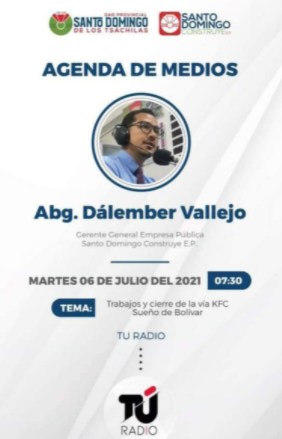 GAD PROVINCIAL
SANTO DOMINGO
DE LOS TSÁCHILAS
SANTO
DOMINGO
CONSTRUYE EP
AGENDA DE MEDIOS
Abg. Dálember Vallejo
Gerente General Empresa Pública
Santo Domingo Construye E.P.
MARTES 06 DE JULIO DEL 2021 07:30
TEMA: Trabajos y cierre de la vía KFC
Sueño de Bolívar
TU RADIO
TÚ
RADIO